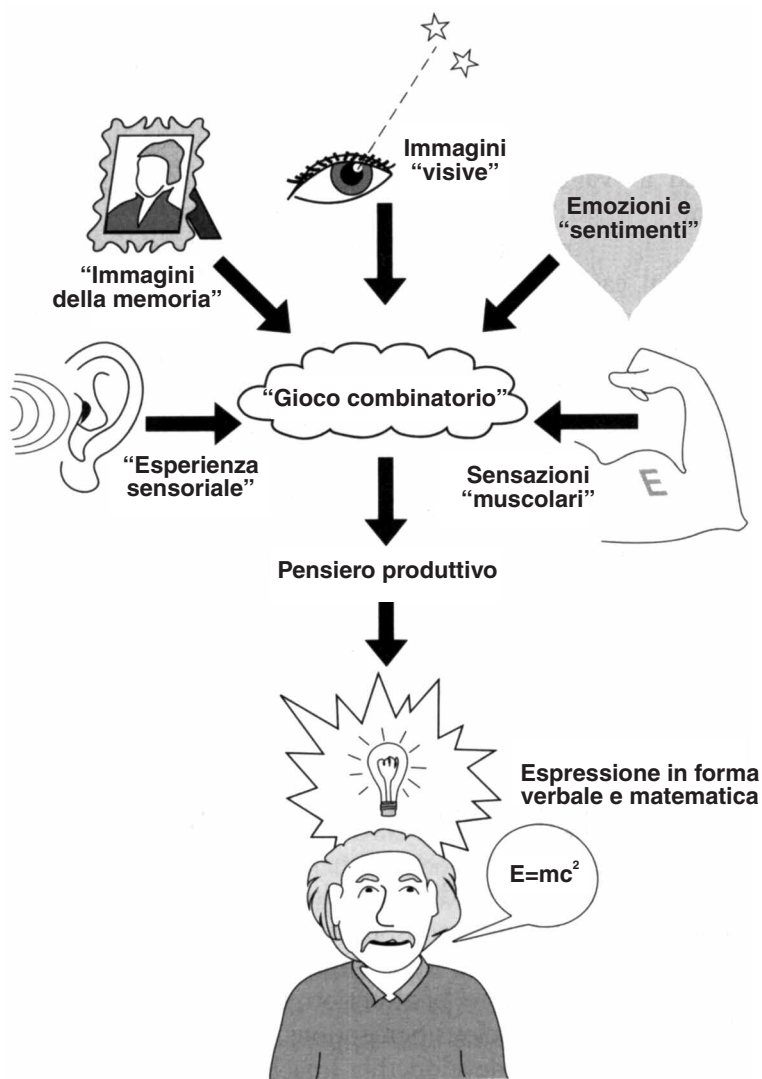 Immagini
“visive”
Emozioni e
“sentimenti”
“Immagini
della memoria”
“Gioco combinatorio”
“Esperienza
sensoriale”
Sensazioni
“muscolari”
E
Pensiero produttivo
Espressione in forma
verbale e matematica
E=mc²